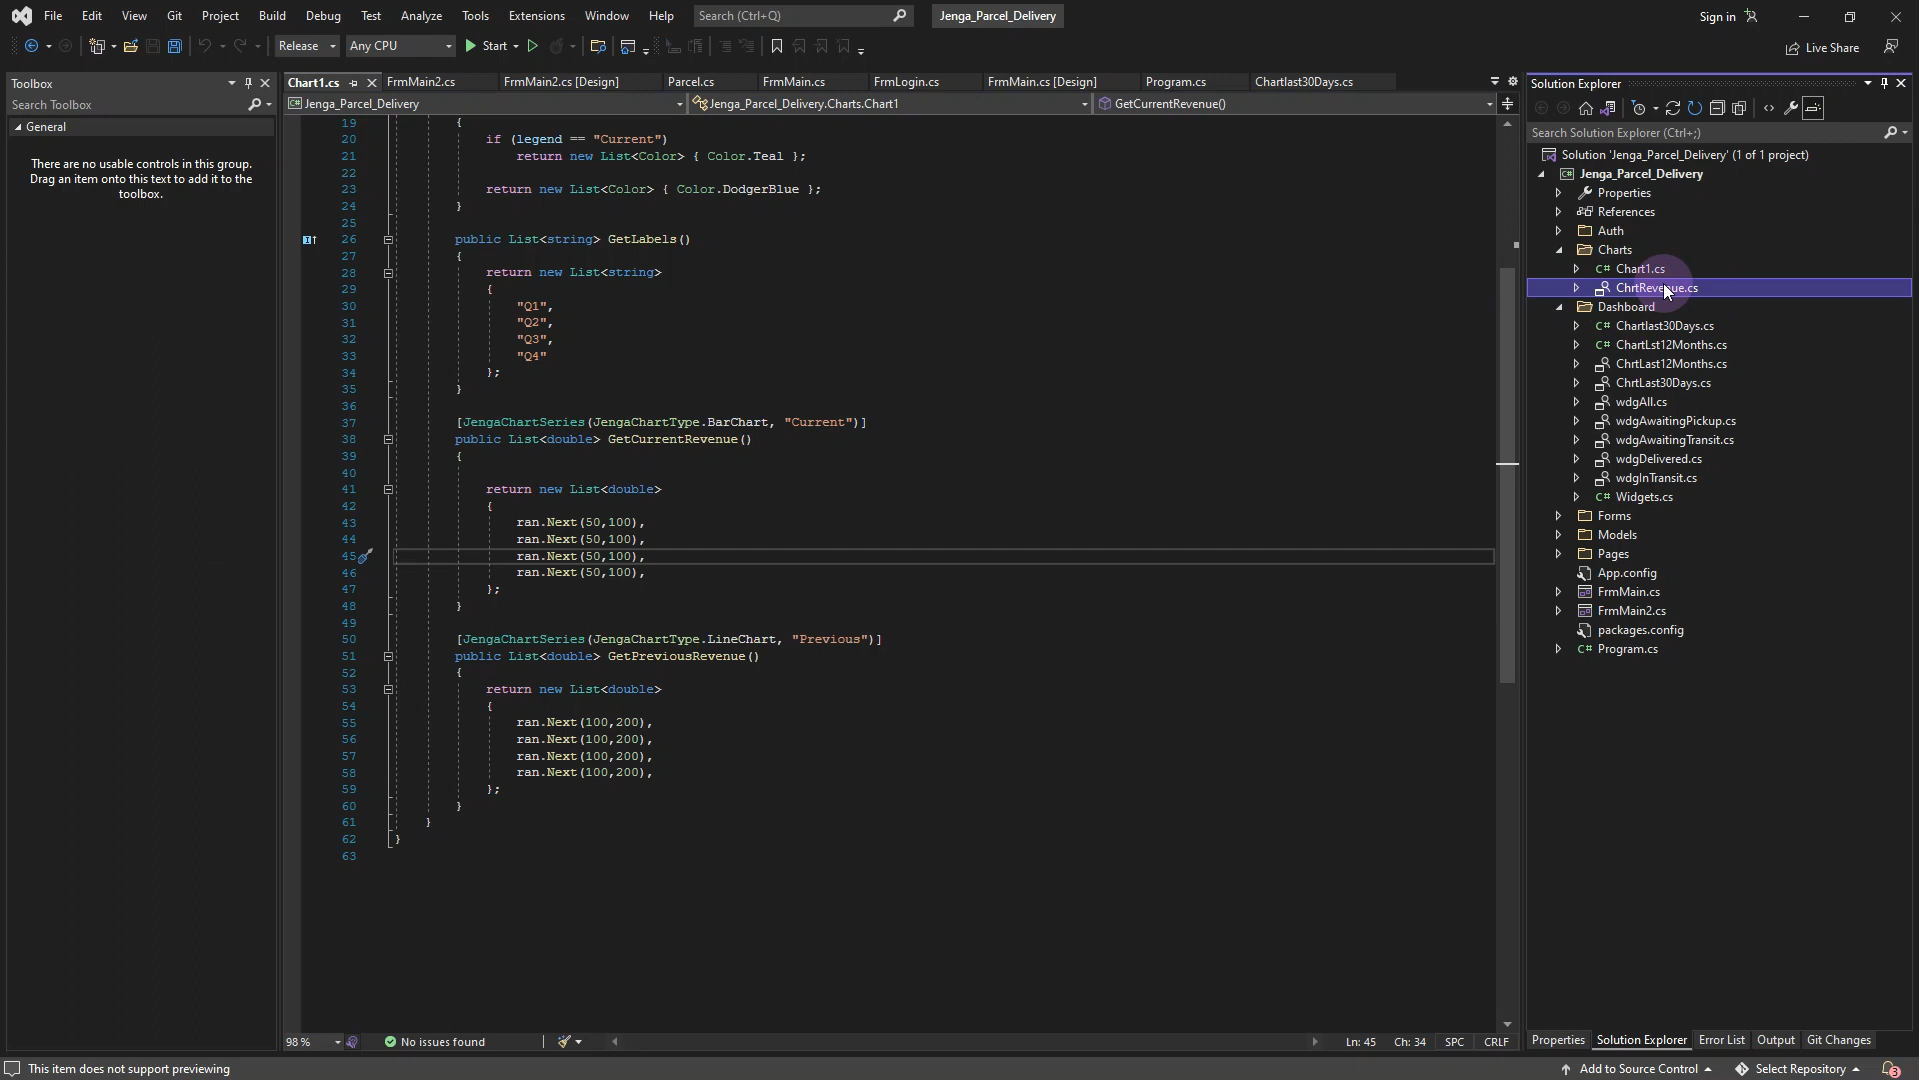 File Edit View Git Project Build Debug Test Analyze Tools Extensions Window Help Search (Ctrl+Q) Jenga_Parcel_Delivery Sign in
Release Any CPU Start Live Share
Toolbox
Search Toolbox
General
There are no usable controls in this group.
Drag an item onto this text to add it to the
toolbox.
Chart1.cs FrmMain2.cs FrmMain2.cs [Design] Parcel.cs FrmMain.cs FrmLogin.cs FrmMain.cs [Design] Program.cs Chartlast30Days.cs
Jenga_Parcel_Delivery Jenga_Parcel_Delivery.Charts.Chart1 GetCurrentRevenue()
19 {
20 if (legend == "Current")
21 return new List<Color> { Color.Teal };
22
23 return new List<Color> { Color.DodgerBlue };
24 }
25
26 public List<string> GetLabels()
27 {
28 return new List<string>
29 {
30 "Q1",
31 "Q2",
32 "Q3",
33 "Q4"
34 };
35 }
36
37 [JengaChartSeries(JengaChartType.BarChart, "Current")]
38 public List<double> GetCurrentRevenue()
39 {
40
41 return new List<double>
42 {
43 ran.Next(50,100),
44 ran.Next(50,100),
45 ran.Next(50,100),
46 ran.Next(50,100),
47 };
48 }
49
50 [JengaChartSeries(JengaChartType.LineChart, "Previous")]
51 public List<double> GetPreviousRevenue()
52 {
53 return new List<double>
54 {
55 ran.Next(100,200),
56 ran.Next(100,200),
57 ran.Next(100,200),
58 ran.Next(100,200),
59 };
60 }
61 }
62 }
63
98 % No issues found Ln: 45 Ch: 34 SPC CRLF
Solution Explorer
Search Solution Explorer (Ctrl+;)
Solution 'Jenga_Parcel_Delivery' (1 of 1 project)
Jenga_Parcel_Delivery
Properties
References
Auth
Charts
C# Chart1.cs
ChrtRevenue.cs
Dashboard
C# Chartlast30Days.cs
C# ChartLst12Months.cs
ChrtLast12Months.cs
ChrtLast30Days.cs
wdgAll.cs
wdgAwaitingPickup.cs
wdgAwaitingTransit.cs
wdgDelivered.cs
wdgInTransit.cs
C# Widgets.cs
Forms
Models
Pages
App.config
FrmMain.cs
FrmMain2.cs
packages.config
C# Program.cs
Properties Solution Explorer Error List Output Git Changes
This item does not support previewing Add to Source Control Select Repository 3